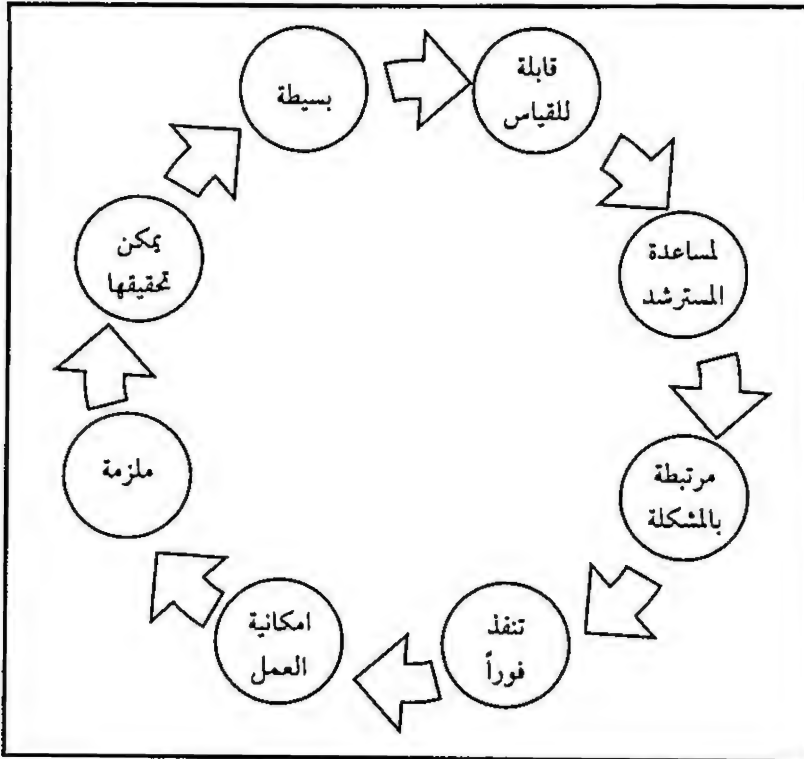 بسيطة
قابلة
للقياس
لمساعدة
المسترشد
مرتبطة
بالمشكلة
تنفذ
فوراً
امكانية
العمل
ملزمة
يمكن
تحقيقها